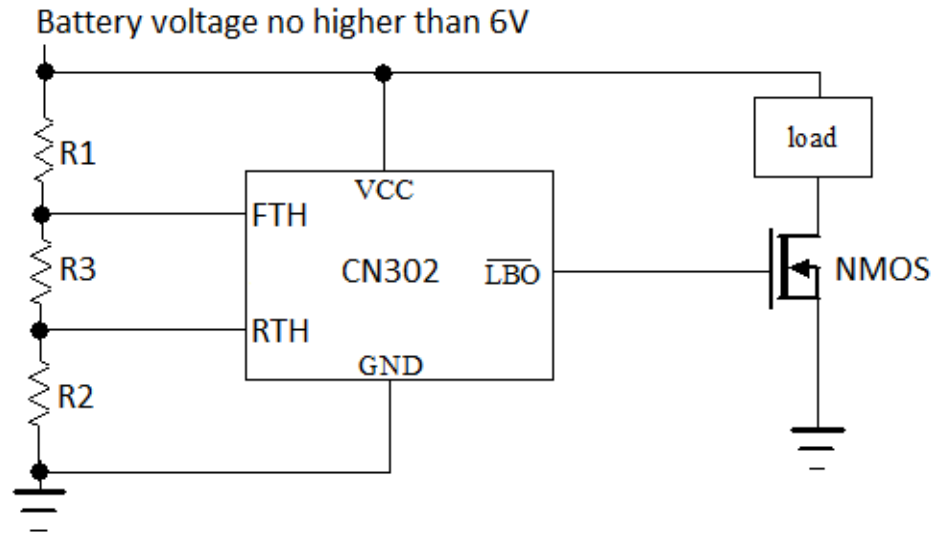 Battery voltage no higher than 6V
R1
load
VCC
FTH
R3
CN302
LBO
NMOS
RTH
GND
R2